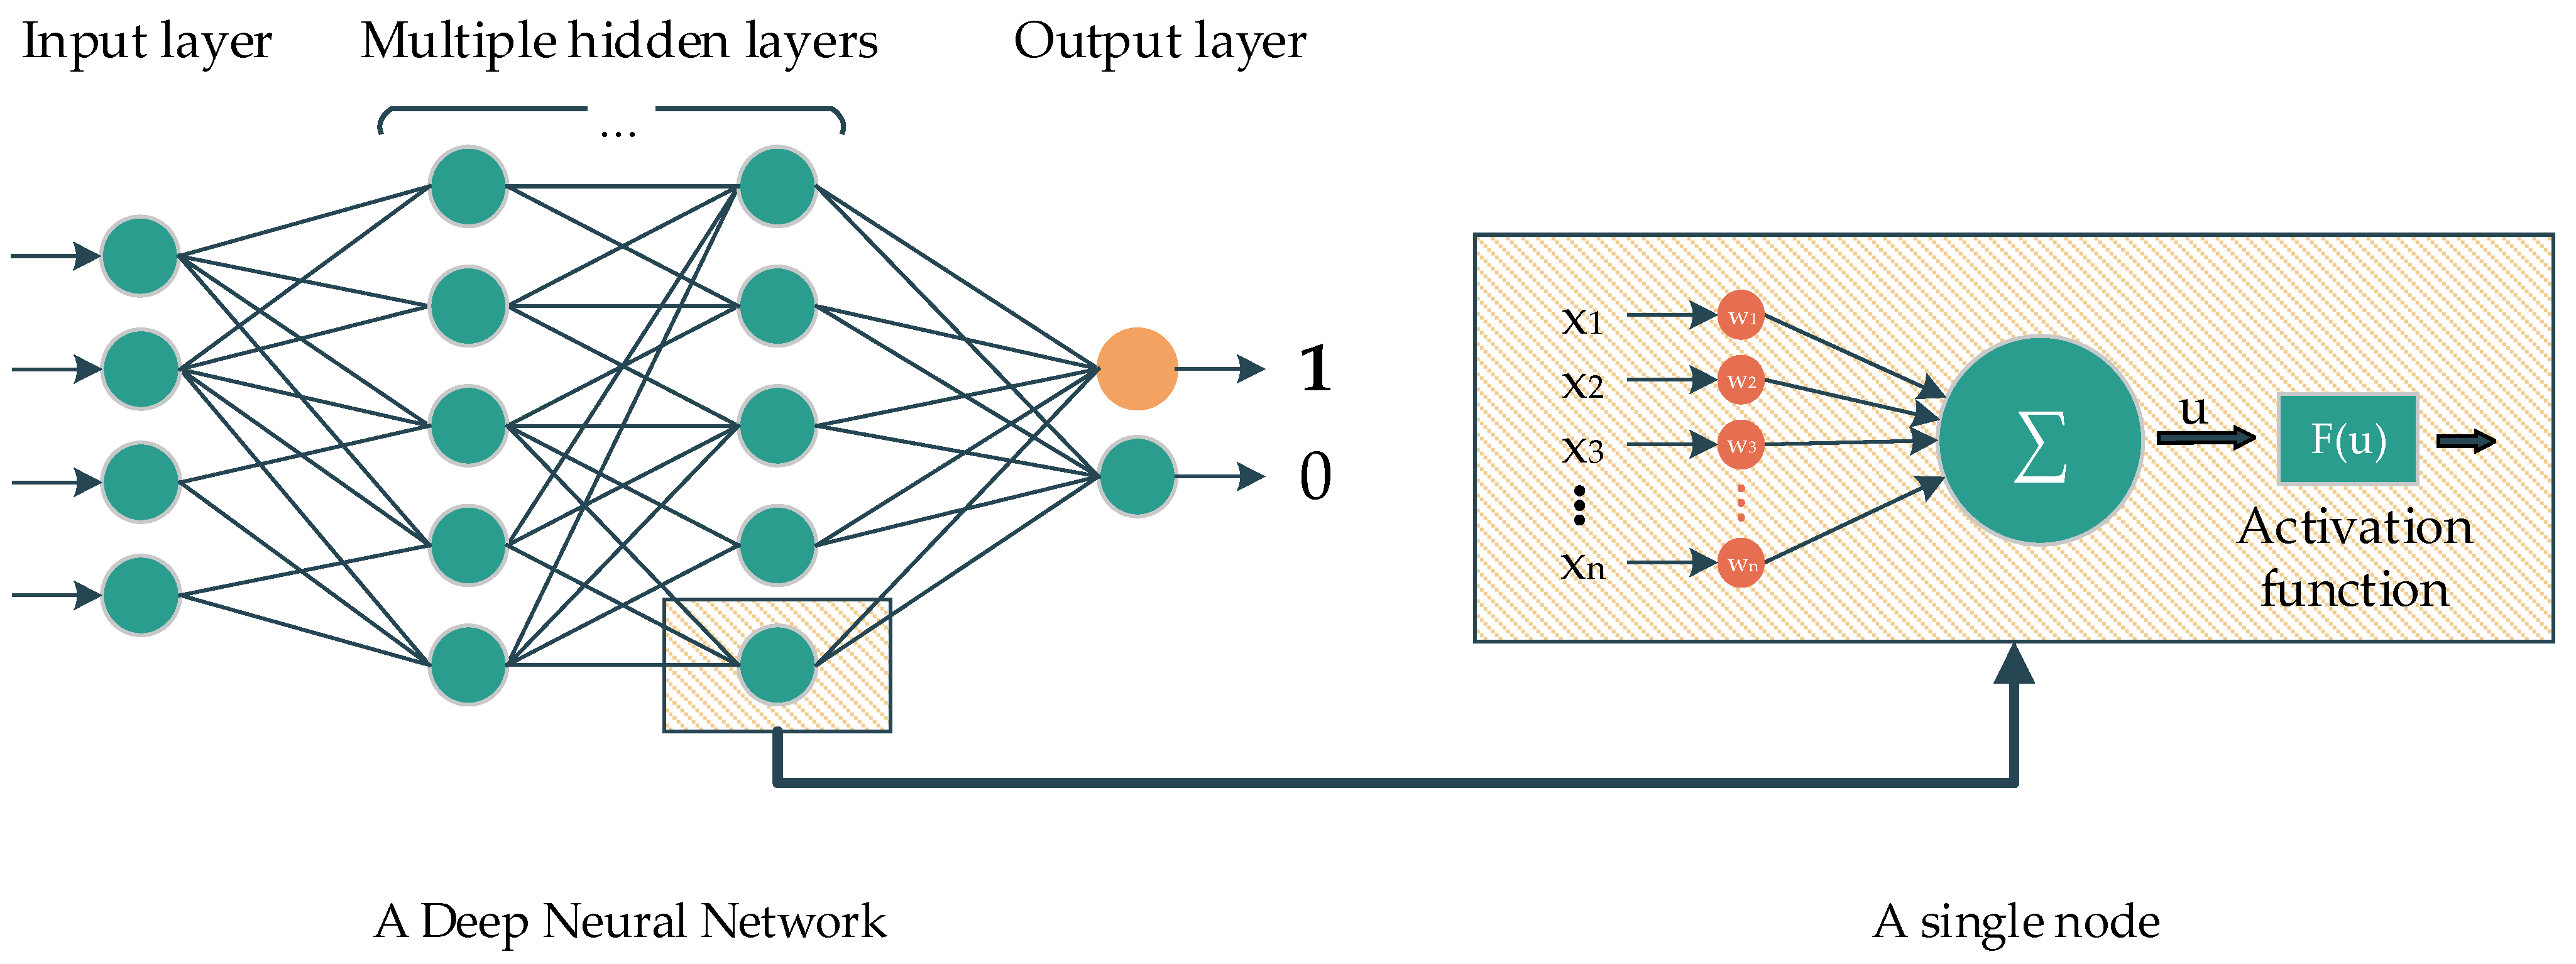 Input layer
Multiple hidden layers
Output layer
...
1
0
x1
x2
x3
xn
w1
w2
w3
wn
∑
u
F(u)
Activation
function
A Deep Neural Network
A single node